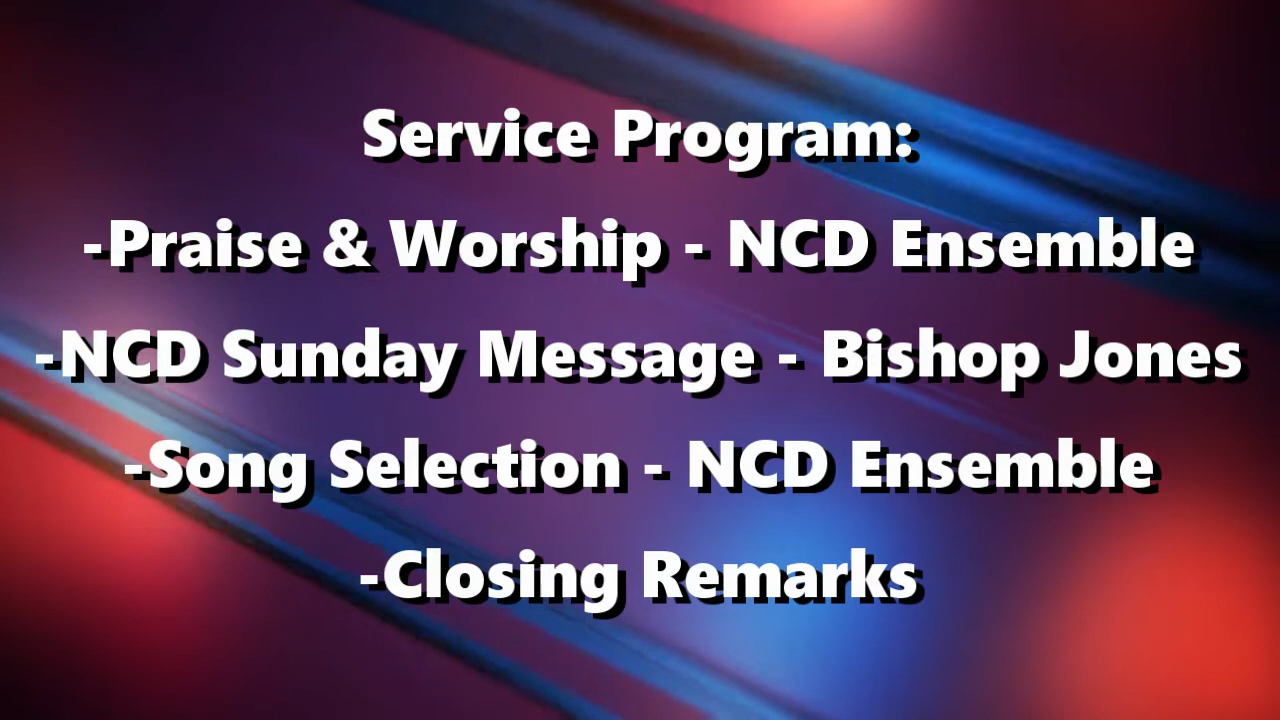 Service Program:
-Praise & Worship - NCD Ensemble
-NCD Sunday Message - Bishop Jones
-Song Selection - NCD Ensemble
-Closing Remarks